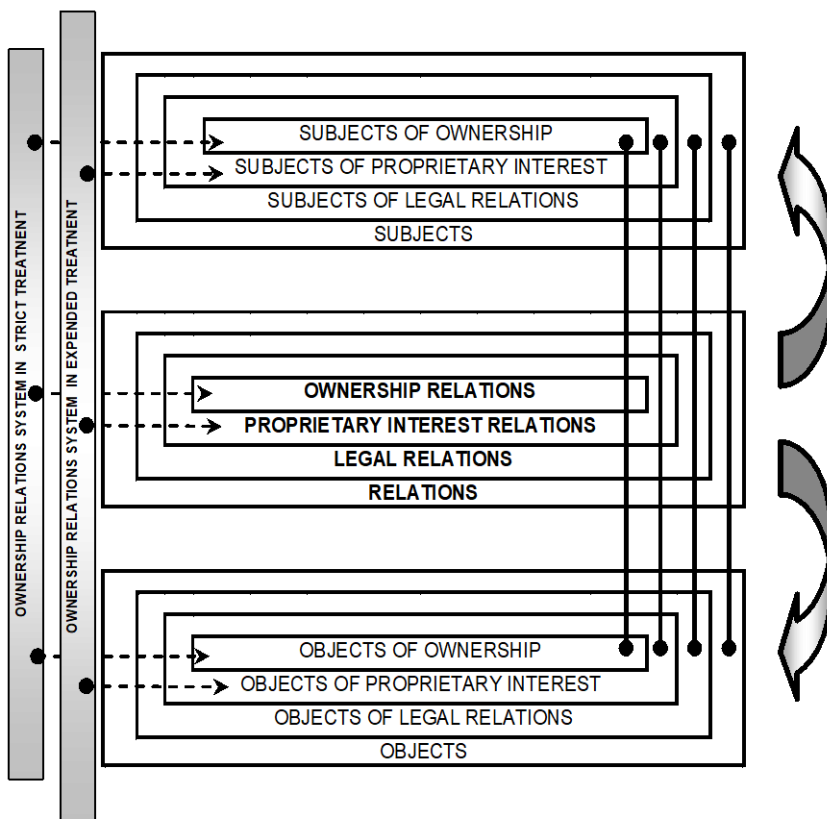 OWNERSHIP RELATIONS SYSTEM IN STRICT TREATNENT
OWNERSHIP RELATIONS SYSTEM IN EXPENDED TREATNENT
SUBJECTS OF OWNERSHIP
SUBJECTS OF PROPRIETARY INTEREST
SUBJECTS OF LEGAL RELATIONS
SUBJECTS
OWNERSHIP RELATIONS
PROPRIETARY INTEREST RELATIONS
LEGAL RELATIONS
RELATIONS
OBJECTS OF OWNERSHIP
OBJECTS OF PROPRIETARY INTEREST
OBJECTS OF LEGAL RELATIONS
OBJECTS